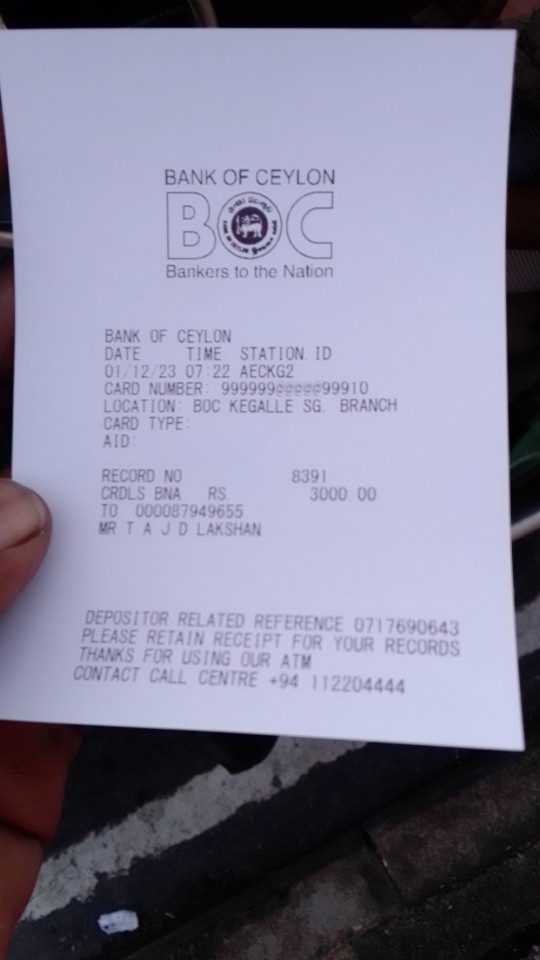 BANK OF CEYLON
BOC
Bankers to the Nation
BANK OF CEYLON
DATE TIME STATION ID
01/12/23 07:22 AECKG2
CARD NUMBER: 999999@@@@@99910
LOCATION: BOC KEGALLE SG. BRANCH
CARD TYPE:
AID:
RECORD NO 8391
CRDLS BNA RS. 3000.00
TO 000087949655
MR T A J D LAKSHAN
DEPOSITOR RELATED REFERENCE 0717690643
PLEASE RETAIN RECEIPT FOR YOUR RECORDS
THANKS FOR USING OUR ATM
CONTACT CALL CENTRE +94 112204444